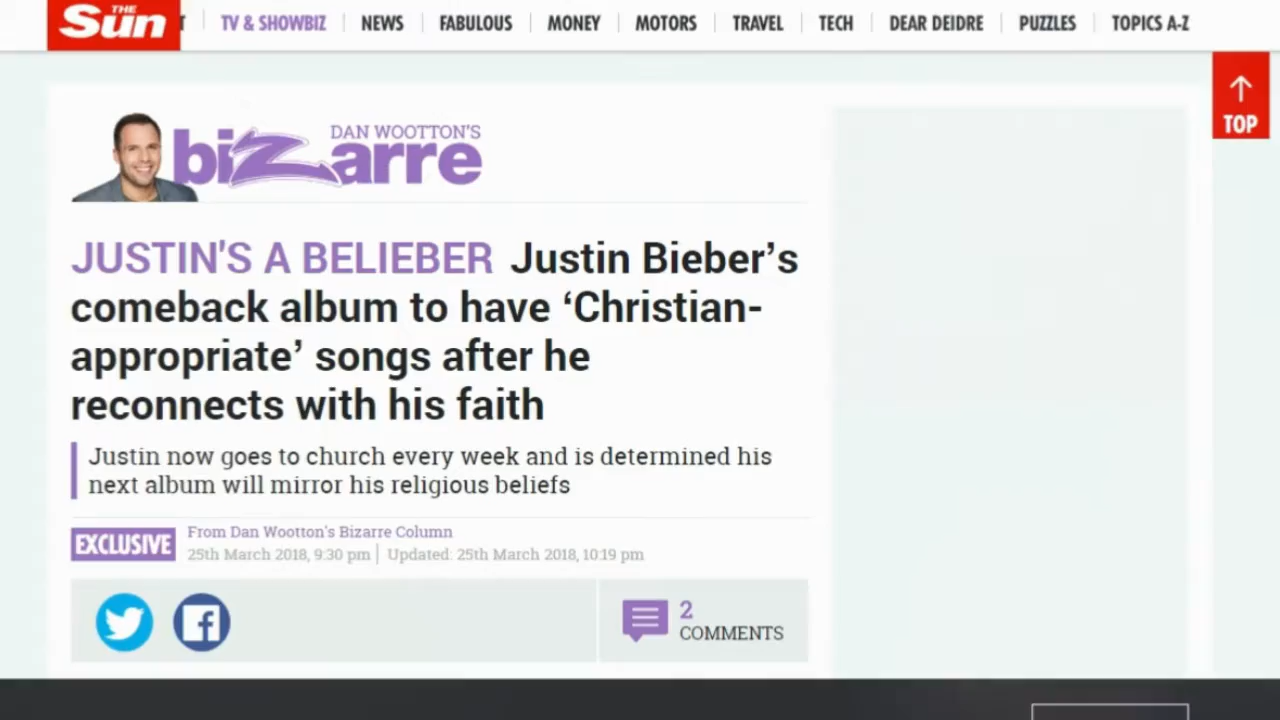 THE
Sun
TV & SHOWBIZ
NEWS
FABULOUS
MONEY
MOTORS
TRAVEL
TECH
DEAR DEIDRE
PUZZLES
TOPICS A-Z
TOP
DAN WOOTTON'S
bizarre
JUSTIN'S A BELIEBER Justin Bieber’s
comeback album to have ‘Christian-
appropriate’ songs after he
reconnects with his faith
Justin now goes to church every week and is determined his
next album will mirror his religious beliefs
EXCLUSIVE
From Dan Wootton's Bizarre Column
25th March 2018, 9:30 pm | Updated: 25th March 2018, 10:19 pm
2
COMMENTS